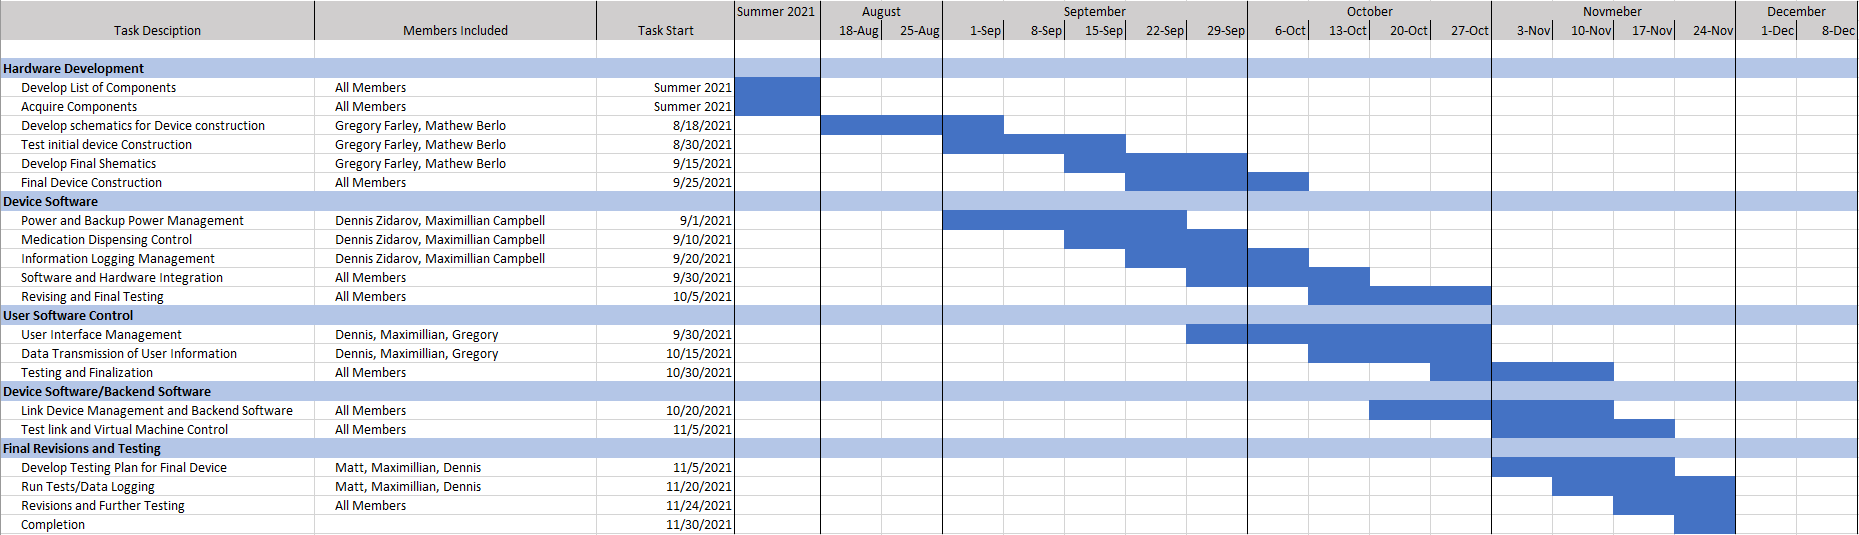 Summer 2021 August September October Novmeber December
Task Desciption Members Included Task Start 18-Aug 25-Aug 1-Sep 8-Sep 15-Sep 22-Sep 29-Sep 6-Oct 13-Oct 20-Oct 27-Oct 3-Nov 10-Nov 17-Nov 24-Nov 1-Dec 8-Dec
Hardware Development
Develop List of Components All Members Summer 2021
Acquire Components All Members Summer 2021
Develop schematics for Device construction Gregory Farley, Mathew Berlo 8/18/2021
Test initial device Construction Gregory Farley, Mathew Berlo 8/30/2021
Develop Final Shematics Gregory Farley, Mathew Berlo 9/15/2021
Final Device Construction All Members 9/25/2021
Device Software
Power and Backup Power Management Dennis Zidarov, Maximillian Campbell 9/1/2021
Medication Dispensing Control Dennis Zidarov, Maximillian Campbell 9/10/2021
Information Logging Management Dennis Zidarov, Maximillian Campbell 9/20/2021
Software and Hardware Integration All Members 9/30/2021
Revising and Final Testing All Members 10/5/2021
User Software Control
User Interface Management Dennis, Maximillian, Gregory 9/30/2021
Data Transmission of User Information Dennis, Maximillian, Gregory 10/15/2021
Testing and Finalization All Members 10/30/2021
Device Software/Backend Software
Link Device Management and Backend Software All Members 10/20/2021
Test link and Virtual Machine Control All Members 11/5/2021
Final Revisions and Testing
Develop Testing Plan for Final Device Matt, Maximillian, Dennis 11/5/2021
Run Tests/Data Logging Matt, Maximillian, Dennis 11/20/2021
Revisions and Further Testing All Members 11/24/2021
Completion 11/30/2021